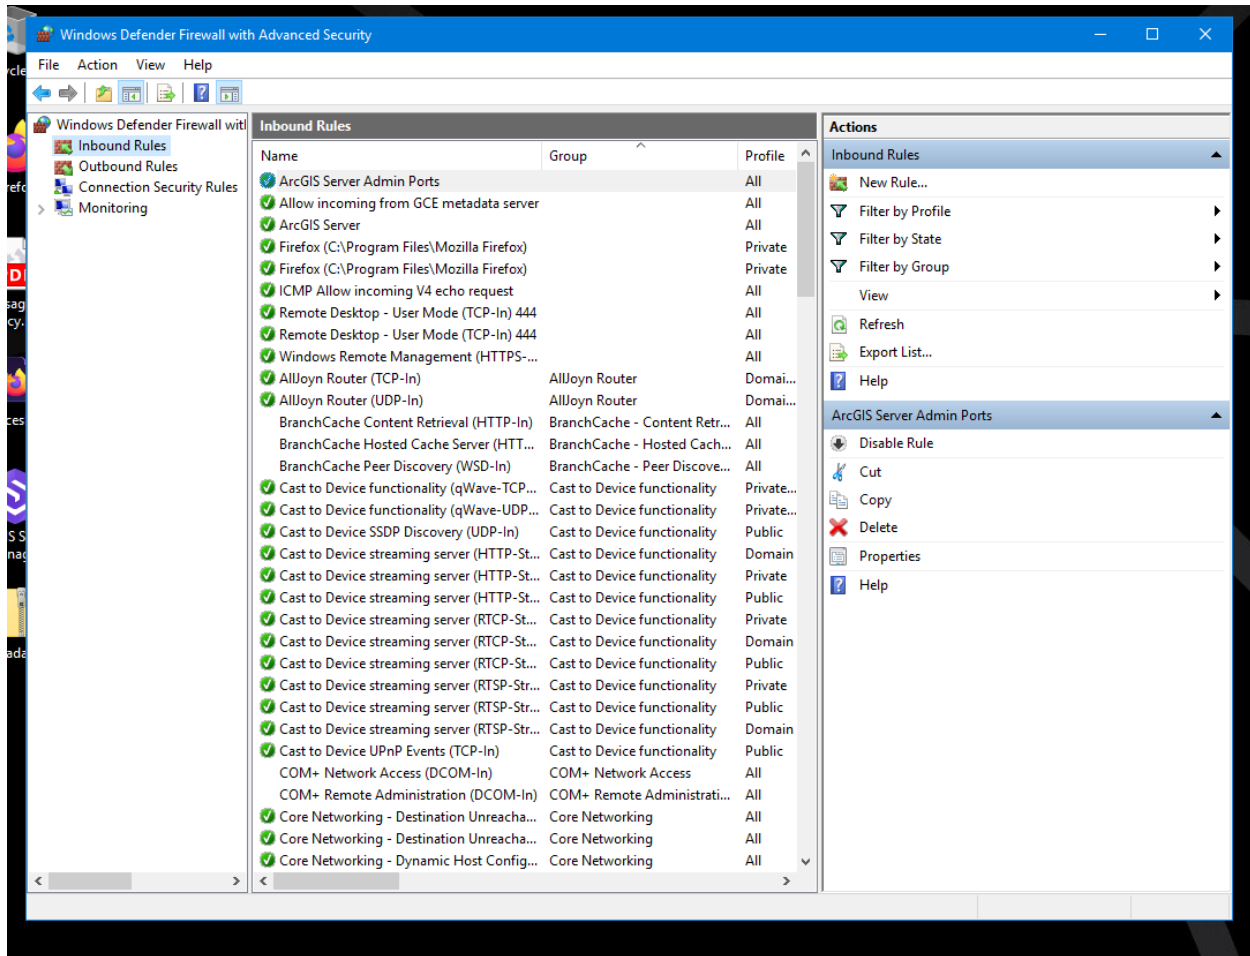 Windows Defender Firewall with Advanced Security
File Action View Help
Windows Defender Firewall witl
Inbound Rules
Outbound Rules
Connection Security Rules
Monitoring
Inbound Rules
Name Group Profile
ArcGIS Server Admin Ports All
Allow incoming from GCE metadata server All
ArcGIS Server All
Firefox (C:\Program Files\Mozilla Firefox) Private
Firefox (C:\Program Files\Mozilla Firefox) Private
ICMP Allow incoming V4 echo request All
Remote Desktop - User Mode (TCP-In) 444 All
Remote Desktop - User Mode (TCP-In) 444 All
Windows Remote Management (HTTPS-... All
AllJoyn Router (TCP-In) AllJoyn Router Domai...
AllJoyn Router (UDP-In) AllJoyn Router Domai...
BranchCache Content Retrieval (HTTP-In) BranchCache - Content Retr... All
BranchCache Hosted Cache Server (HTT... BranchCache - Hosted Cach... All
BranchCache Peer Discovery (WSD-In) BranchCache - Peer Discove... All
Cast to Device functionality (qWave-TCP... Cast to Device functionality Private...
Cast to Device functionality (qWave-UDP... Cast to Device functionality Private...
Cast to Device SSDP Discovery (UDP-In) Cast to Device functionality Public
Cast to Device streaming server (HTTP-St... Cast to Device functionality Domain
Cast to Device streaming server (HTTP-St... Cast to Device functionality Private
Cast to Device streaming server (HTTP-St... Cast to Device functionality Public
Cast to Device streaming server (RTCP-St... Cast to Device functionality Private
Cast to Device streaming server (RTCP-St... Cast to Device functionality Domain
Cast to Device streaming server (RTCP-St... Cast to Device functionality Public
Cast to Device streaming server (RTSP-Str... Cast to Device functionality Private
Cast to Device streaming server (RTSP-Str... Cast to Device functionality Public
Cast to Device streaming server (RTSP-Str... Cast to Device functionality Domain
Cast to Device UPnP Events (TCP-In) Cast to Device functionality Public
COM+ Network Access (DCOM-In) COM+ Network Access All
COM+ Remote Administration (DCOM-In) COM+ Remote Administrati... All
Core Networking - Destination Unreacha... Core Networking All
Core Networking - Destination Unreacha... Core Networking All
Core Networking - Dynamic Host Config... Core Networking All
Actions
Inbound Rules
New Rule...
Filter by Profile
Filter by State
Filter by Group
View
Refresh
Export List...
Help
ArcGIS Server Admin Ports
Disable Rule
Cut
Copy
Delete
Properties
Help